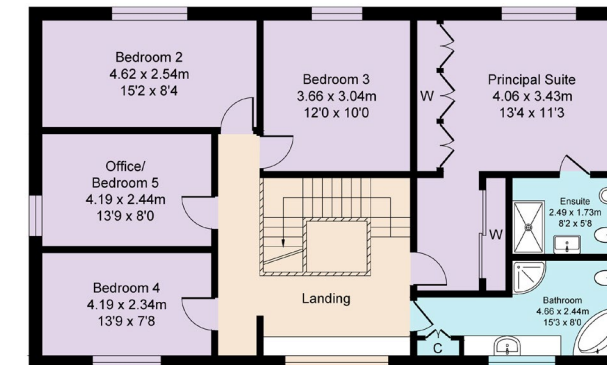 Bedroom 2
4.62 x 2.54m
15'2 x 8'4
Bedroom 3
3.66 x 3.04m
12'0 x 10'0
W
Principal Suite
4.06 x 3.43m
13'4 x 11'3
Office/
Bedroom 5
4.19 x 2.44m
13'9 x 8'0
Ensuite
2.49 x 1.73m
8'2 x 5'8
W
Bedroom 4
4.19 x 2.34m
13'9 x 7'8
Landing
Bathroom
4.66 x 2.44m
15'3 x 8'0
C